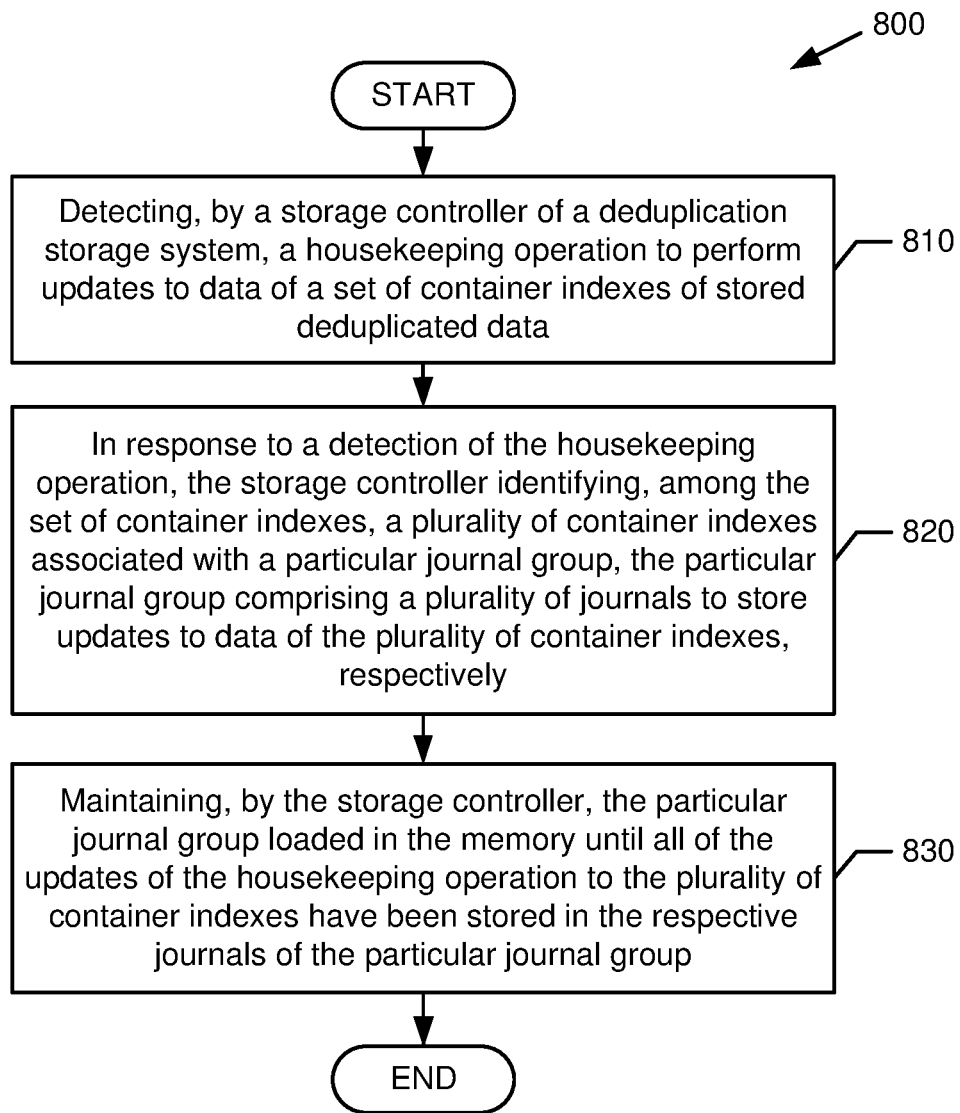 800
START
Detecting, by a storage controller of a deduplication
storage system, a housekeeping operation to perform
updates to data of a set of container indexes of stored
deduplicated data
810
In response to a detection of the housekeeping
operation, the storage controller identifying, among the
set of container indexes, a plurality of container indexes
associated with a particular journal group, the particular
journal group comprising a plurality of journals to store
updates to data of the plurality of container indexes,
respectively
820
Maintaining, by the storage controller, the particular
journal group loaded in the memory until all of the
updates of the housekeeping operation to the plurality of
container indexes have been stored in the respective
journals of the particular journal group
830
END